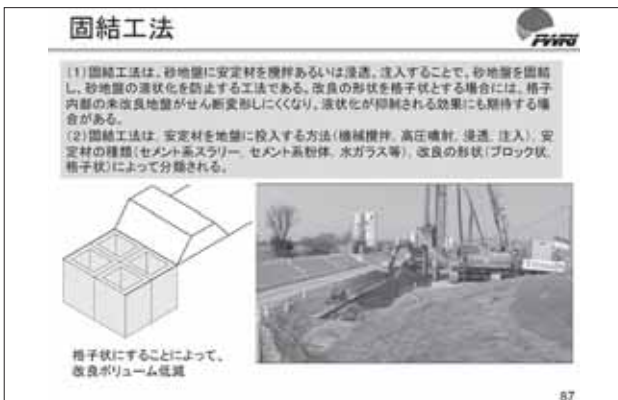 固結工法
PWRI
(1)固結工法は、砂地盤に安定材を攪拌あるいは浸透、注入することで、砂地盤を固結
し、砂地盤の液状化を防止する工法である。改良の形状を格子状とする場合には、格子
内部の未改良地盤がせん断変形しにくくなり、液状化が抑制される効果にも期待する場
合がある。
(2)固結工法は、安定材を地盤に投入する方法(機械攪拌、高圧噴射、浸透、注入)、安
定材の種類(セメント系スラリー、セメント系粉体、水ガラス等)、改良の形状(ブロック状、
格子状)によって分類される。
格子状にすることによって、
改良ボリューム低減
87